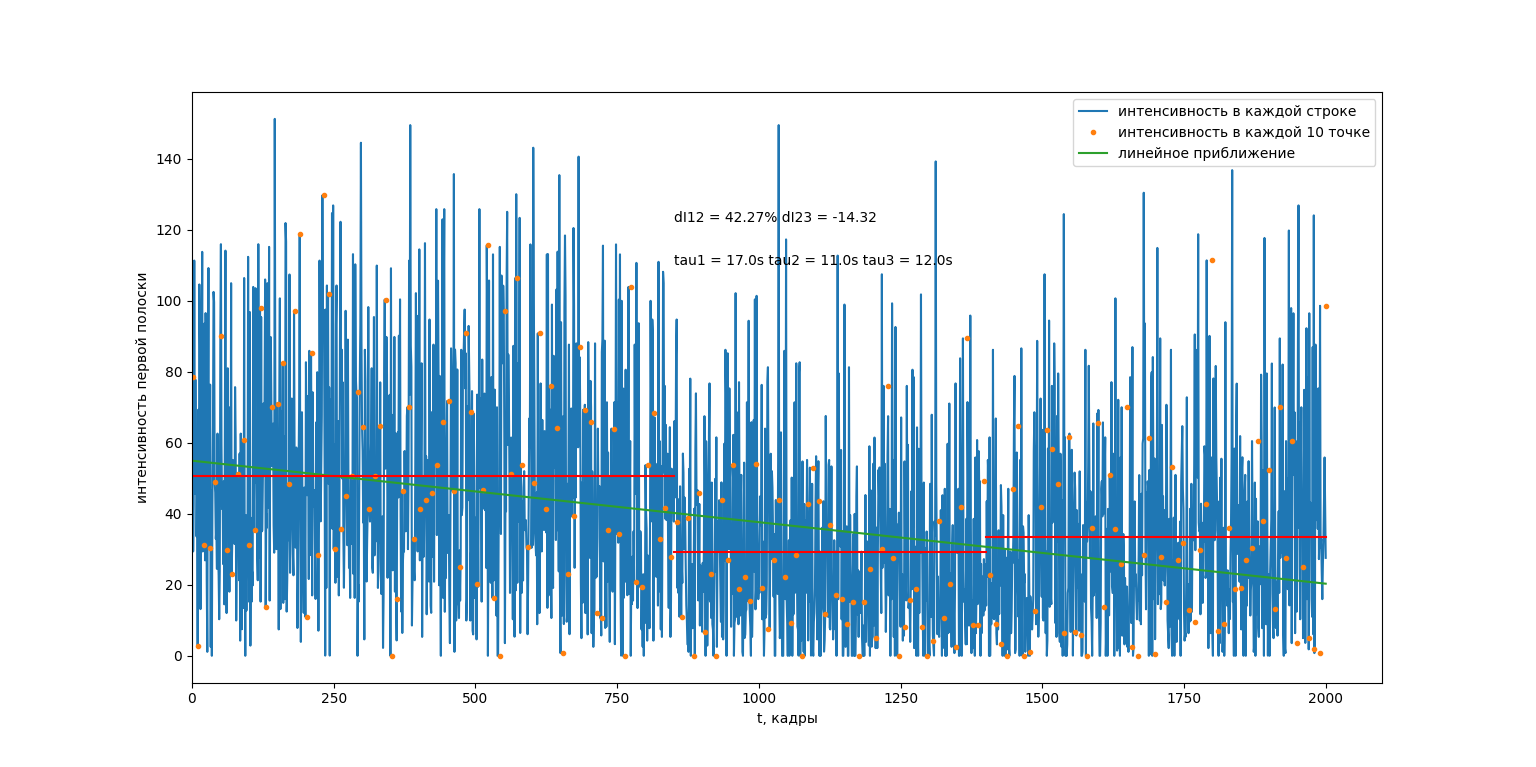 интенсивность в каждой строке
интенсивность в каждой 10 точке
линейное приближение
dI12 = 42.27% dI23 = -14.32
tau1 = 17.0s tau2 = 11.0s tau3 = 12.0s
интенсивность первой полоски
140
120
100
80
60
40
20
0
0 250 500 750 1000 1250 1500 1750 2000
t, кадры